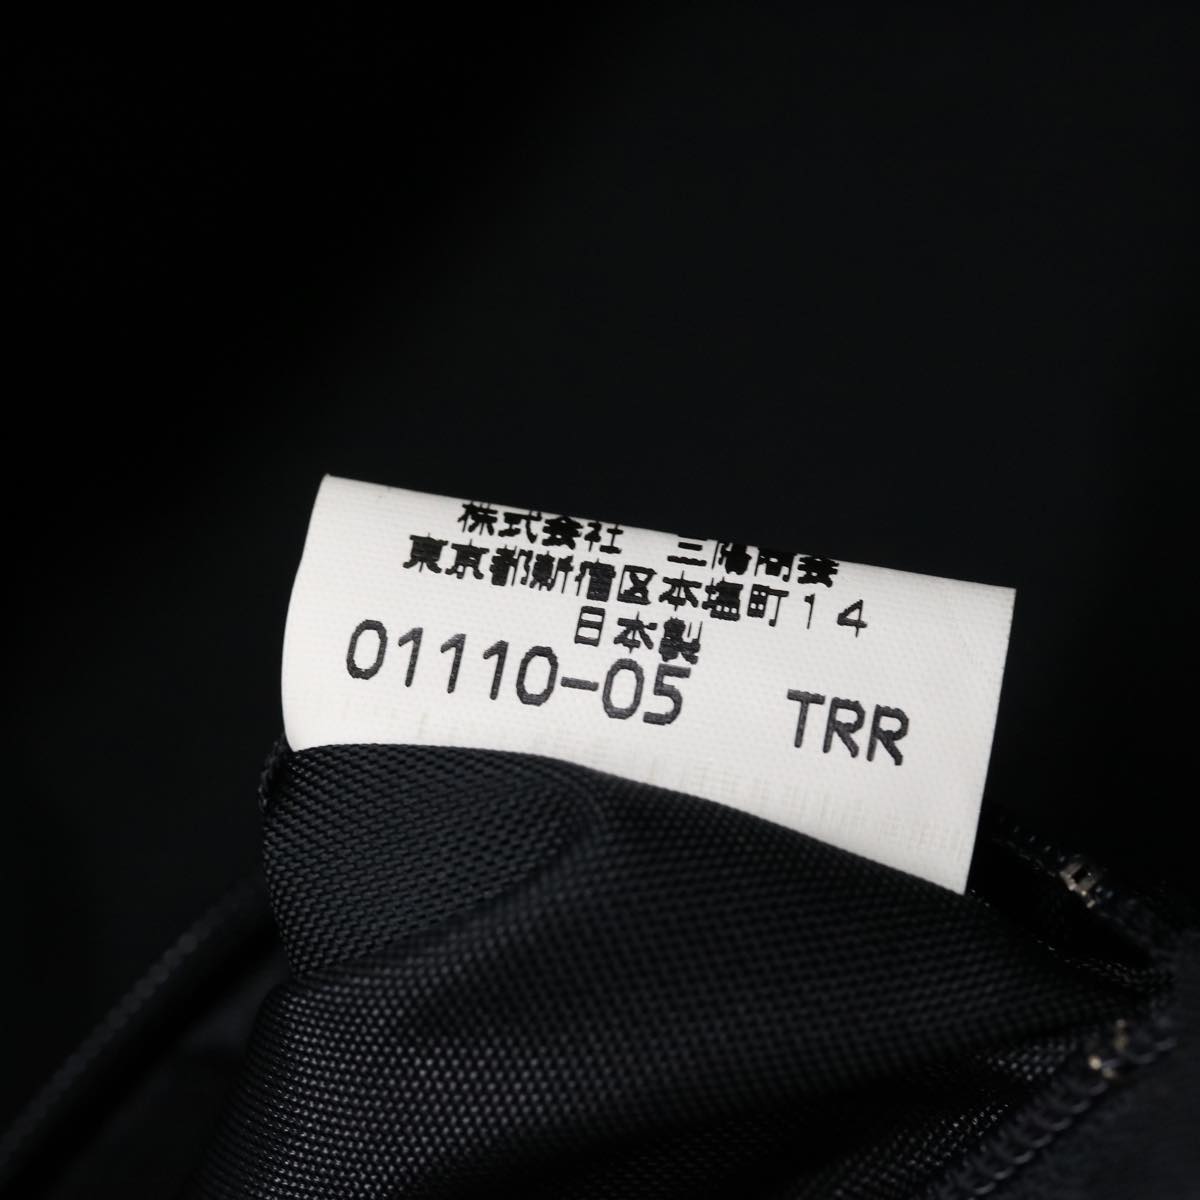 株式会社 三陽商会
東京都新宿区本塩町14
日本製
01110-05 TRR